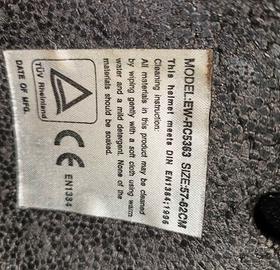 MODEL:EW-RC5363 SIZE:57-62CM
This helmet meets DIN EN1384:1996
Cleaning instruction:
All materials in this product may be cleaned
by wiping gently with a soft cloth using warm
water and a mild detergent. None of the
materials should be soaked.
TÜV Rheinland
CE EN1384
DATE OF MFG.